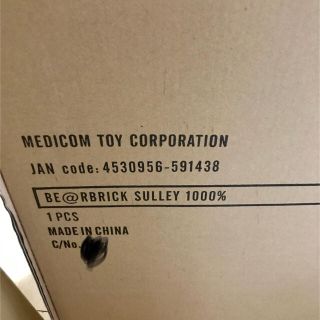 MEDICOM TOY CORPORATION
JAN code: 4530956-591438
BE@RBRICK SULLEY 1000%
1 PCS
MADE IN CHINA
C/No.